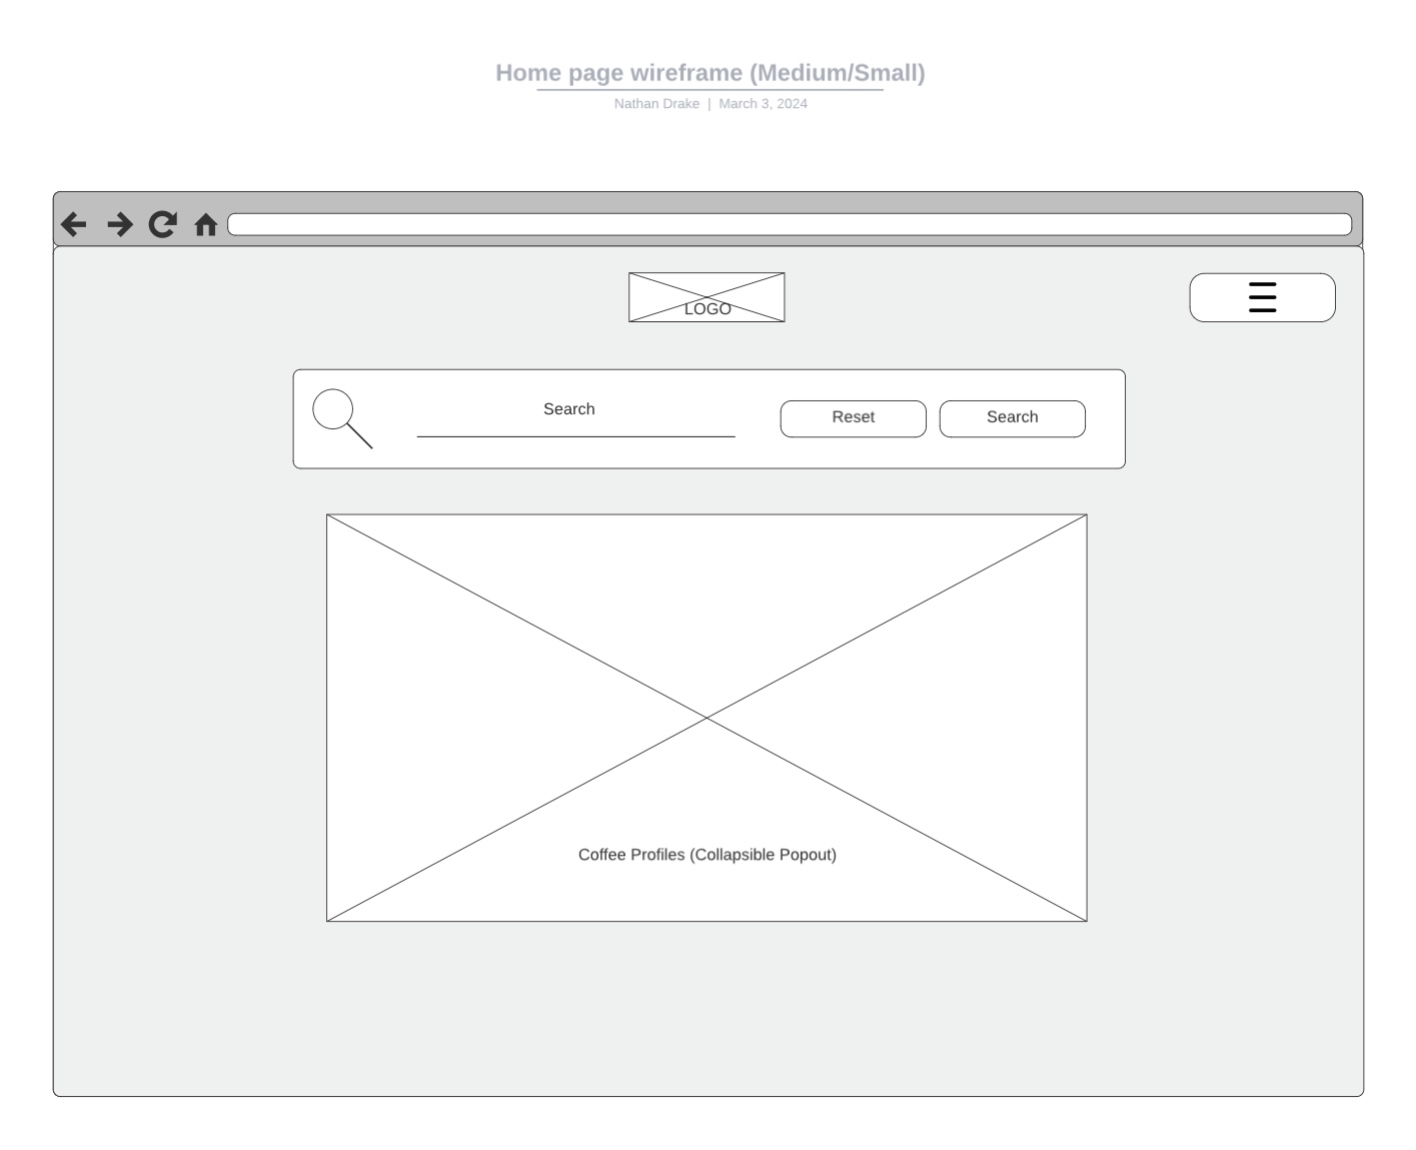 Home page wireframe (Medium/Small)
Nathan Drake | March 3, 2024
LOGO
Search
Reset
Search
Coffee Profiles (Collapsible Popout)